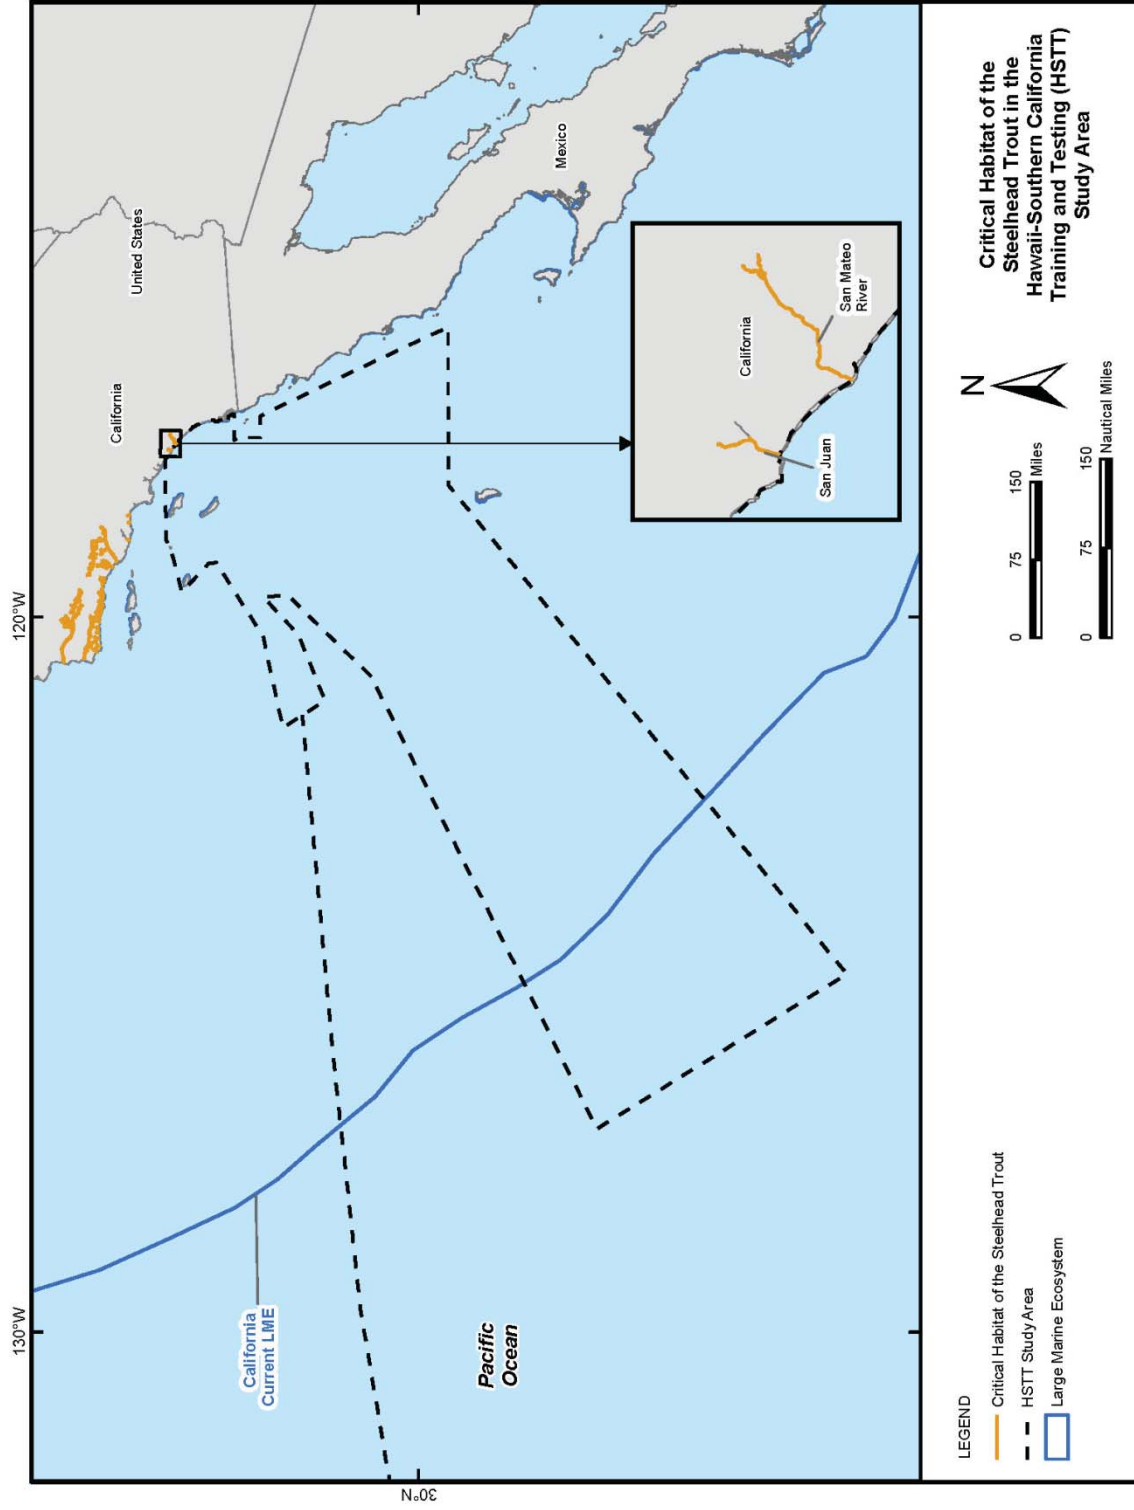 130°W
120°W
30°N
California
Current LME
Pacific
Ocean
California
United States
Mexico
California
San Juan
San Mateo
River
LEGEND
Critical Habitat of the Steelhead Trout
HSTT Study Area
Large Marine Ecosystem
0
75
150
Miles
0
75
150
Nautical Miles
N
Critical Habitat of the
Steelhead Trout in the
Hawaii-Southern California
Training and Testing (HSTT)
Study Area